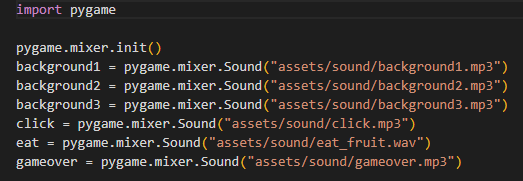 import pygame
pygame.mixer.init()
background1 = pygame.mixer.Sound("assets/sound/background1.mp3")
background2 = pygame.mixer.Sound("assets/sound/background2.mp3")
background3 = pygame.mixer.Sound("assets/sound/background3.mp3")
click = pygame.mixer.Sound("assets/sound/click.mp3")
eat = pygame.mixer.Sound("assets/sound/eat_fruit.wav")
gameover = pygame.mixer.Sound("assets/sound/gameover.mp3")